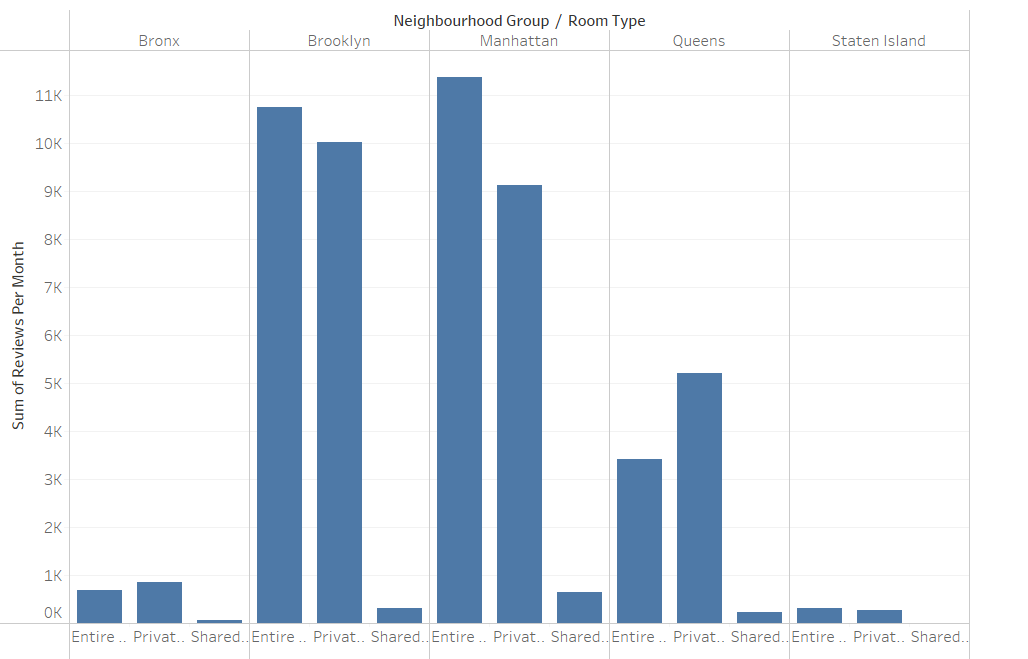 Neighbourhood Group / Room Type
Bronx Brooklyn Manhattan Queens Staten Island
11K
10K
9K
8K
7K
6K
5K
4K
3K
2K
1K
0K
Sum of Reviews Per Month
Entire .. Privat.. Shared.. Entire .. Privat.. Shared.. Entire .. Privat.. Shared.. Entire .. Privat.. Shared.. Entire .. Privat.. Shared..